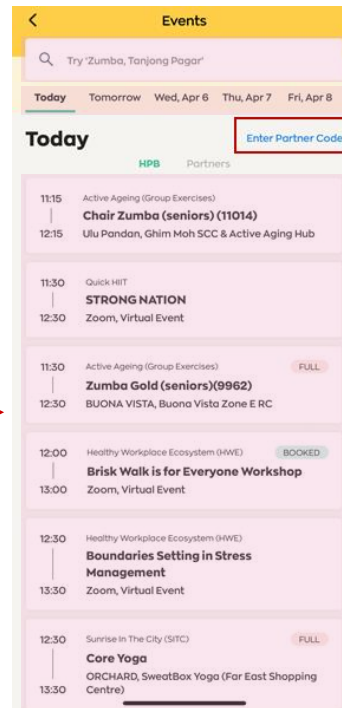 Events
Try 'Zumba, Tanjong Pagar'
Today Tomorrow Wed, Apr 6 Thu, Apr 7 Fri, Apr 8
Today Enter Partner Code
HPB Partners
11:15 Active Ageing (Group Exercises)
Chair Zumba (seniors) (11014)
12:15 Ulu Pandan, Ghim Moh SCC & Active Aging Hub
11:30 Quick HIIT
STRONG NATION
12:30 Zoom, Virtual Event
11:30 Active Ageing (Group Exercises) FULL
Zumba Gold (seniors)(9962)
12:30 BUONA VISTA, Buona Vista Zone E RC
12:00 Healthy Workplace Ecosystem (HWE) BOOKED
Brisk Walk is for Everyone Workshop
13:00 Zoom, Virtual Event
12:30 Healthy Workplace Ecosystem (HWE)
Boundaries Setting in Stress
Management
13:30 Zoom, Virtual Event
12:30 Sunrise In The City (SITC) FULL
Core Yoga
ORCHARD, SweatBox Yoga (Far East Shopping
13:30 Centre)